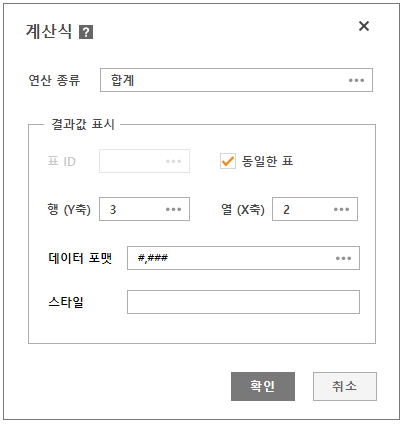 계산식 ?
연산 종류 합계
결과값 표시
표 ID 동일한 표
행 (Y축) 3 열 (X축) 2
데이터 포맷 #,###
스타일
확인 취소